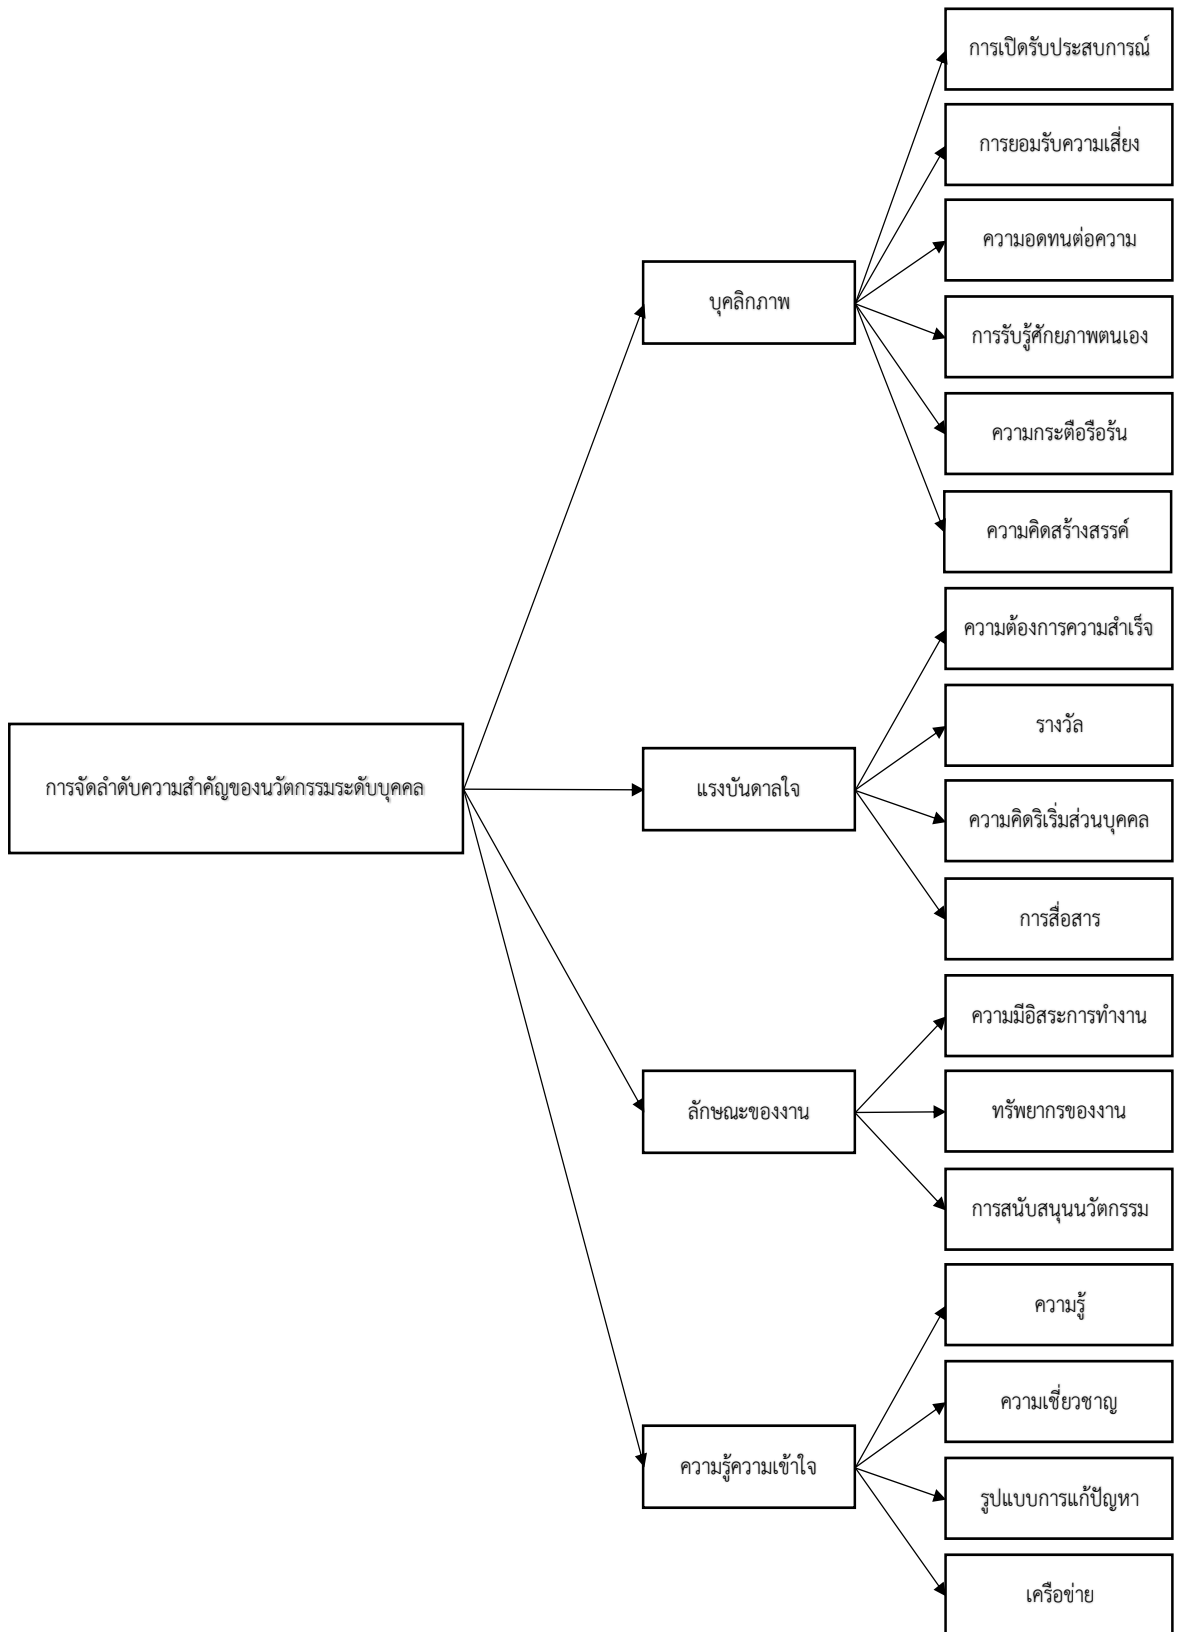 การเปิดรับประสบการณ์
การยอมรับความเสี่ยง
ความอดทนต่อความ
บุคลิกภาพ
การรับรู้ศักยภาพตนเอง
ความกระตือรือร้น
ความคิดสร้างสรรค์
ความต้องการความสำเร็จ
รางวัล
การจัดลำดับความสำคัญของนวัตกรรมระดับบุคคล
แรงบันดาลใจ
ความคิดริเริ่มส่วนบุคคล
การสื่อสาร
ความมีอิสระการทำงาน
ลักษณะของงาน
ทรัพยากรของงาน
การสนับสนุนนวัตกรรม
ความรู้
ความเชี่ยวชาญ
ความรู้ความเข้าใจ
รูปแบบการแก้ปัญหา
เครือข่าย